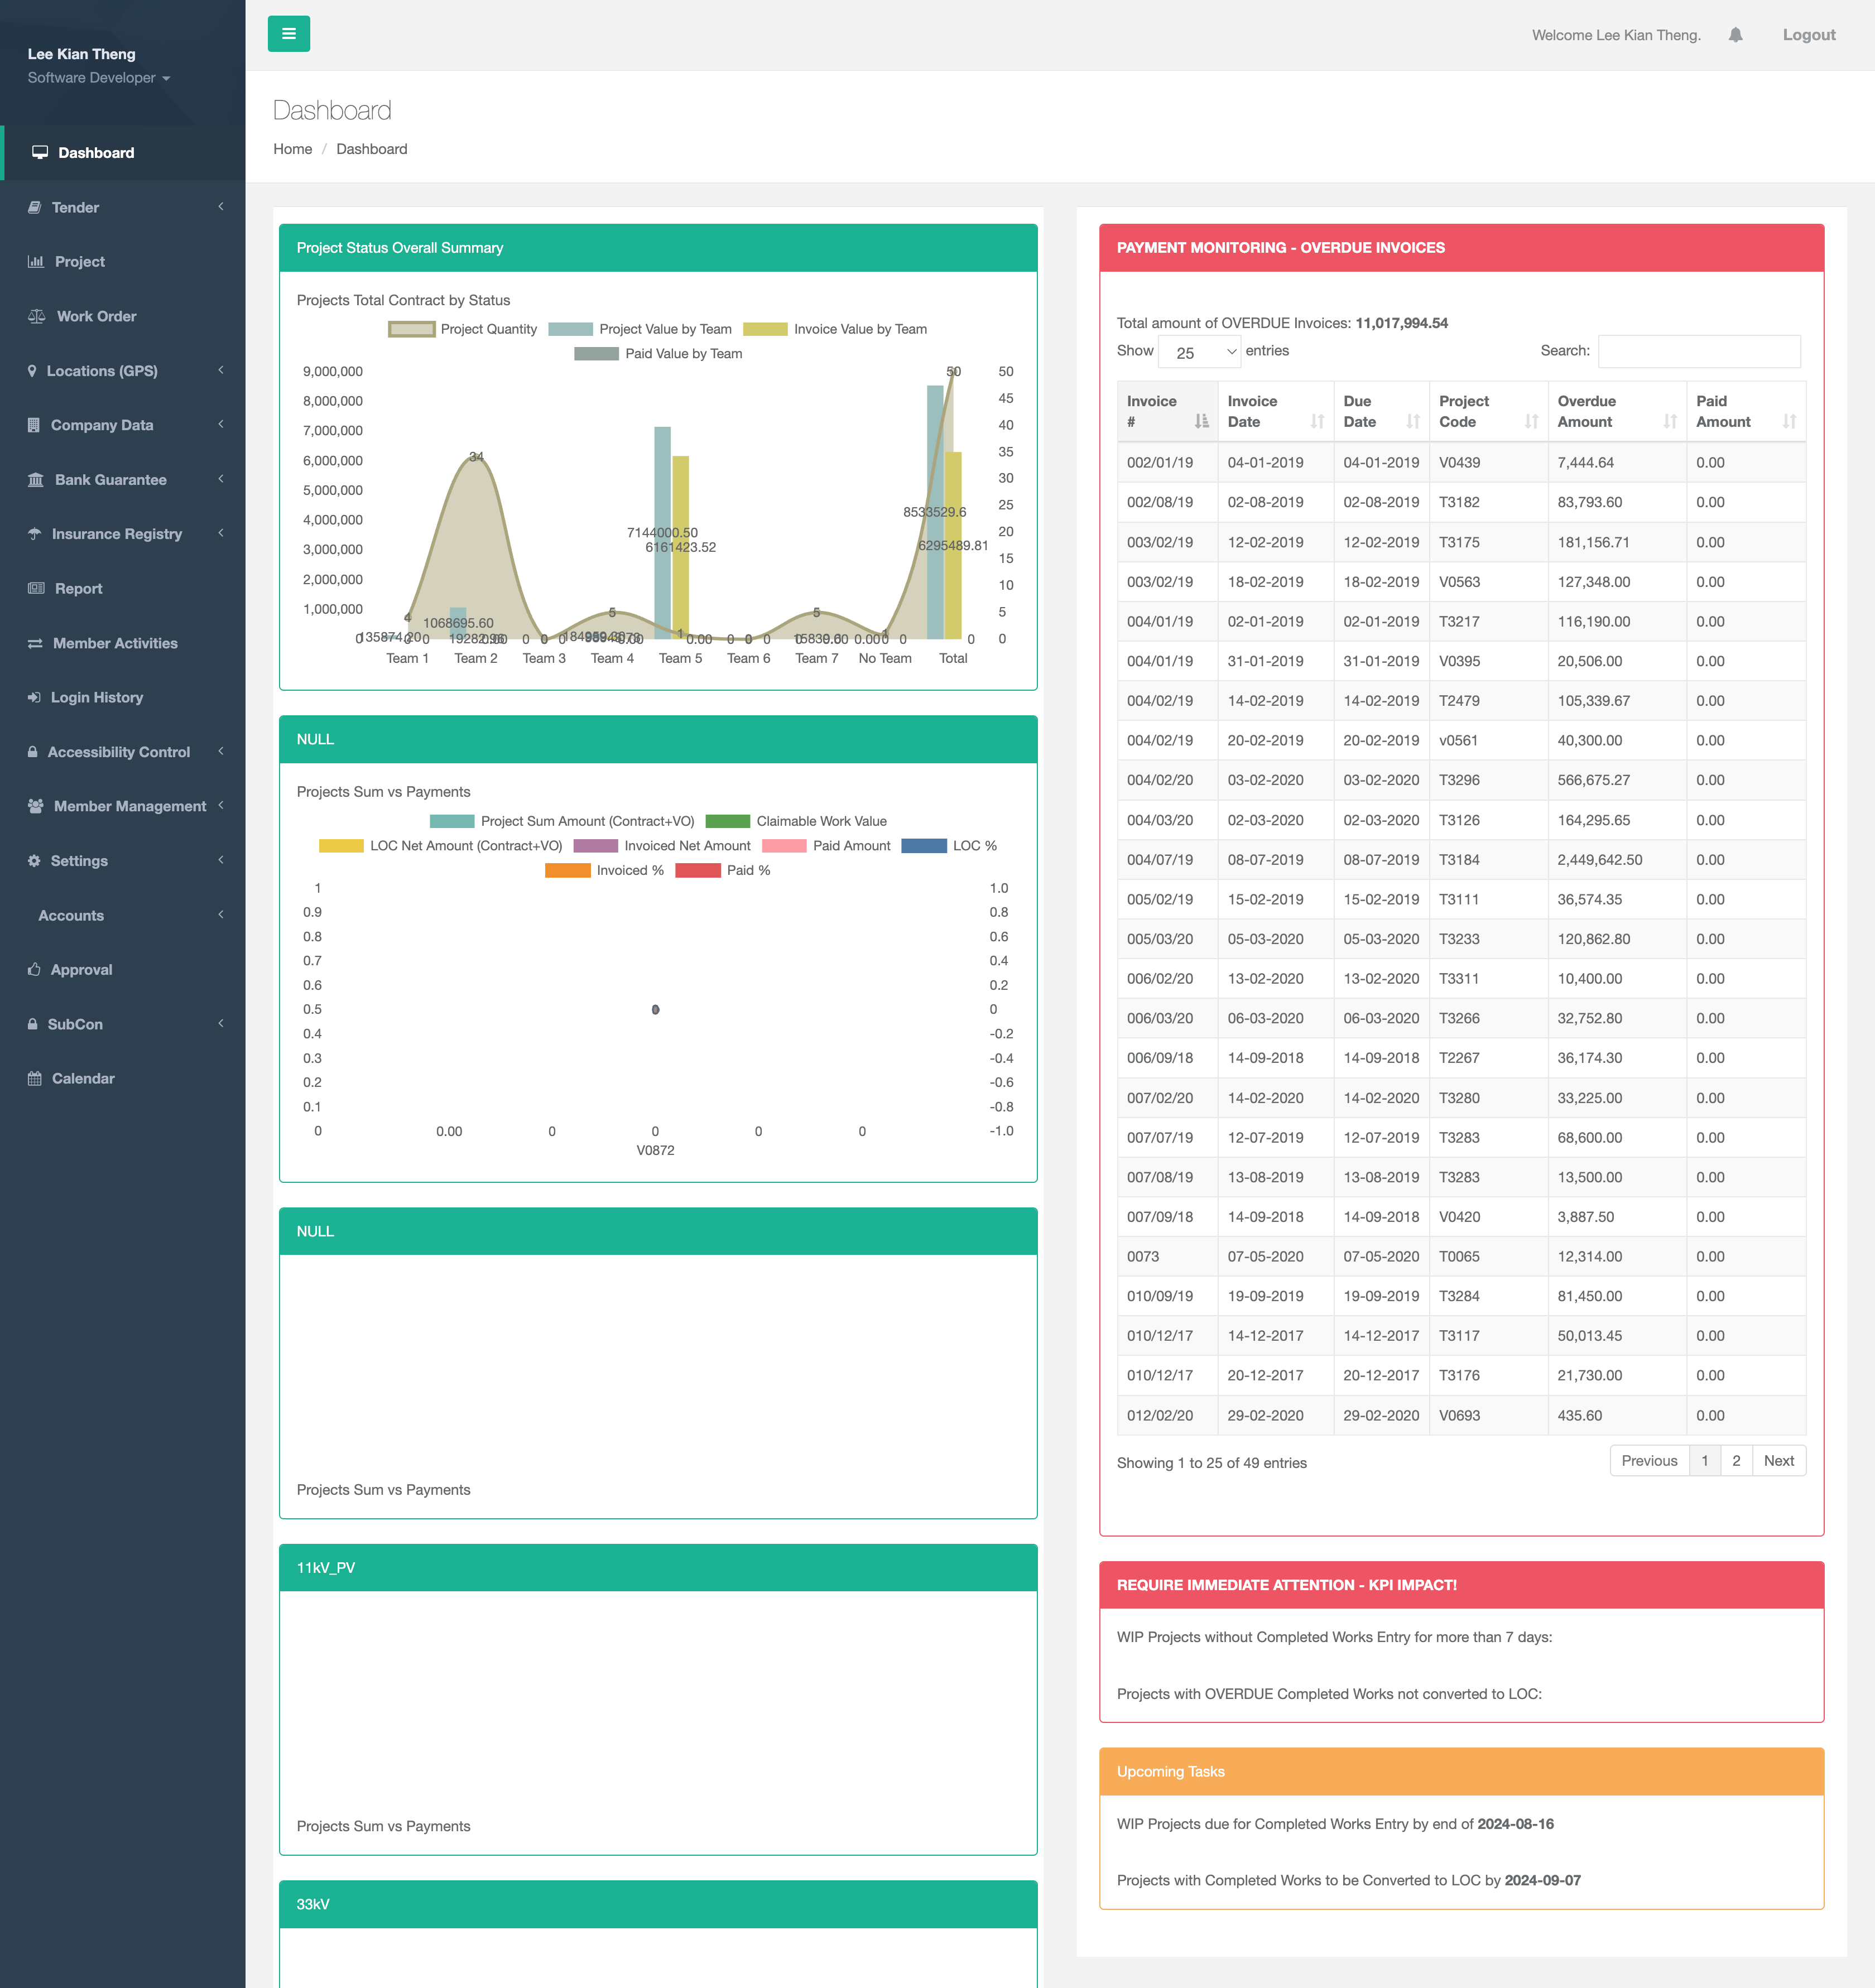 Lee Kian Theng
Software Developer
Dashboard
Tender
Project
Work Order
Locations (GPS)
Company Data
Bank Guarantee
Insurance Registry
Report
Member Activities
Login History
Accessibility Control
Member Management
Settings
Accounts
Approval
SubCon
Calendar
Welcome Lee Kian Theng.
Logout
Dashboard
Home / Dashboard
Project Status Overall Summary
Projects Total Contract by Status
Project Quantity Project Value by Team Invoice Value by Team
Paid Value by Team
9,000,000
8,000,000
7,000,000
6,000,000
5,000,000
4,000,000
3,000,000
2,000,000
1,000,000
0
50
45
40
35
30
25
20
15
10
5
0
4
34
0
5
1
0
5
1
50
135874.20
0
0
1068695.60
0
0
7144000.50
6161423.52
0.00
0 0 0
0.00
0
8533529.6
6295489.81
0
Team 1 Team 2 Team 3 Team 4 Team 5 Team 6 Team 7 No Team Total
NULL
Projects Sum vs Payments
Project Sum Amount (Contract+VO) Claimable Work Value
LOC Net Amount (Contract+VO) Invoiced Net Amount Paid Amount LOC %
Invoiced % Paid %
1
0.9
0.8
0.7
0.6
0.5
0.4
0.3
0.2
0.1
0
1.0
0.8
0.6
0.4
0.2
0
-0.2
-0.4
-0.6
-0.8
-1.0
0
0.00 0 0 0 0
V0872
NULL
Projects Sum vs Payments
11kV_PV
Projects Sum vs Payments
33kV
PAYMENT MONITORING - OVERDUE INVOICES
Total amount of OVERDUE Invoices: 11,017,994.54
Show 25 entries
Search:
Invoice # Invoice Date Due Date Project Code Overdue Amount Paid Amount
002/01/19 04-01-2019 04-01-2019 V0439 7,444.64 0.00
002/08/19 02-08-2019 02-08-2019 T3182 83,793.60 0.00
003/02/19 12-02-2019 12-02-2019 T3175 181,156.71 0.00
003/02/19 18-02-2019 18-02-2019 V0563 127,348.00 0.00
004/01/19 02-01-2019 02-01-2019 T3217 116,190.00 0.00
004/01/19 31-01-2019 31-01-2019 V0395 20,506.00 0.00
004/02/19 14-02-2019 14-02-2019 T2479 105,339.67 0.00
004/02/19 20-02-2019 20-02-2019 v0561 40,300.00 0.00
004/02/20 03-02-2020 03-02-2020 T3296 566,675.27 0.00
004/03/20 02-03-2020 02-03-2020 T3126 164,295.65 0.00
004/07/19 08-07-2019 08-07-2019 T3184 2,449,642.50 0.00
005/02/19 15-02-2019 15-02-2019 T3111 36,574.35 0.00
005/03/20 05-03-2020 05-03-2020 T3233 120,862.80 0.00
006/02/20 13-02-2020 13-02-2020 T3311 10,400.00 0.00
006/03/20 06-03-2020 06-03-2020 T3266 32,752.80 0.00
006/09/18 14-09-2018 14-09-2018 T2267 36,174.30 0.00
007/02/20 14-02-2020 14-02-2020 T3280 33,225.00 0.00
007/07/19 12-07-2019 12-07-2019 T3283 68,600.00 0.00
007/08/19 13-08-2019 13-08-2019 T3283 13,500.00 0.00
007/09/18 14-09-2018 14-09-2018 V0420 3,887.50 0.00
0073 07-05-2020 07-05-2020 T0065 12,314.00 0.00
010/09/19 19-09-2019 19-09-2019 T3284 81,450.00 0.00
010/12/17 14-12-2017 14-12-2017 T3117 50,013.45 0.00
010/12/17 20-12-2017 20-12-2017 T3176 21,730.00 0.00
012/02/20 29-02-2020 29-02-2020 V0693 435.60 0.00
Showing 1 to 25 of 49 entries
Previous 1 2 Next
REQUIRE IMMEDIATE ATTENTION - KPI IMPACT!
WIP Projects without Completed Works Entry for more than 7 days:
Projects with OVERDUE Completed Works not converted to LOC:
Upcoming Tasks
WIP Projects due for Completed Works Entry by end of 2024-08-16
Projects with Completed Works to be Converted to LOC by 2024-09-07